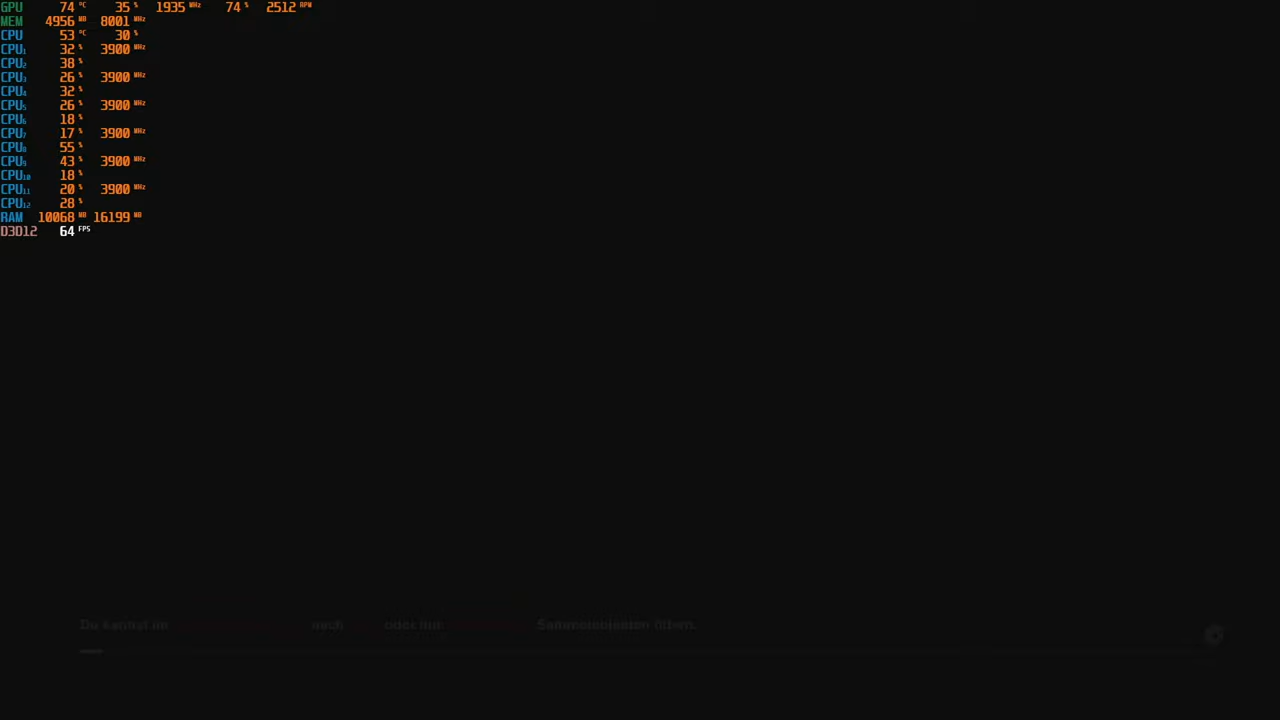 GPU 74 °C 35 % 1935 MHz 74 % 2512 RPM
MEM 4956 MB 8001 MHz
CPU 53 °C 30 %
CPU1 32 % 3900 MHz
CPU2 38 %
CPU3 26 % 3900 MHz
CPU4 32 %
CPU5 26 % 3900 MHz
CPU6 18 %
CPU7 17 % 3900 MHz
CPU8 55 %
CPU9 43 % 3900 MHz
CPU10 18 %
CPU11 20 % 3900 MHz
CPU12 28 %
RAM 10068 MB 16199 MB
D3D12 64 FPS
Du kannst im nach oder nur filtern.